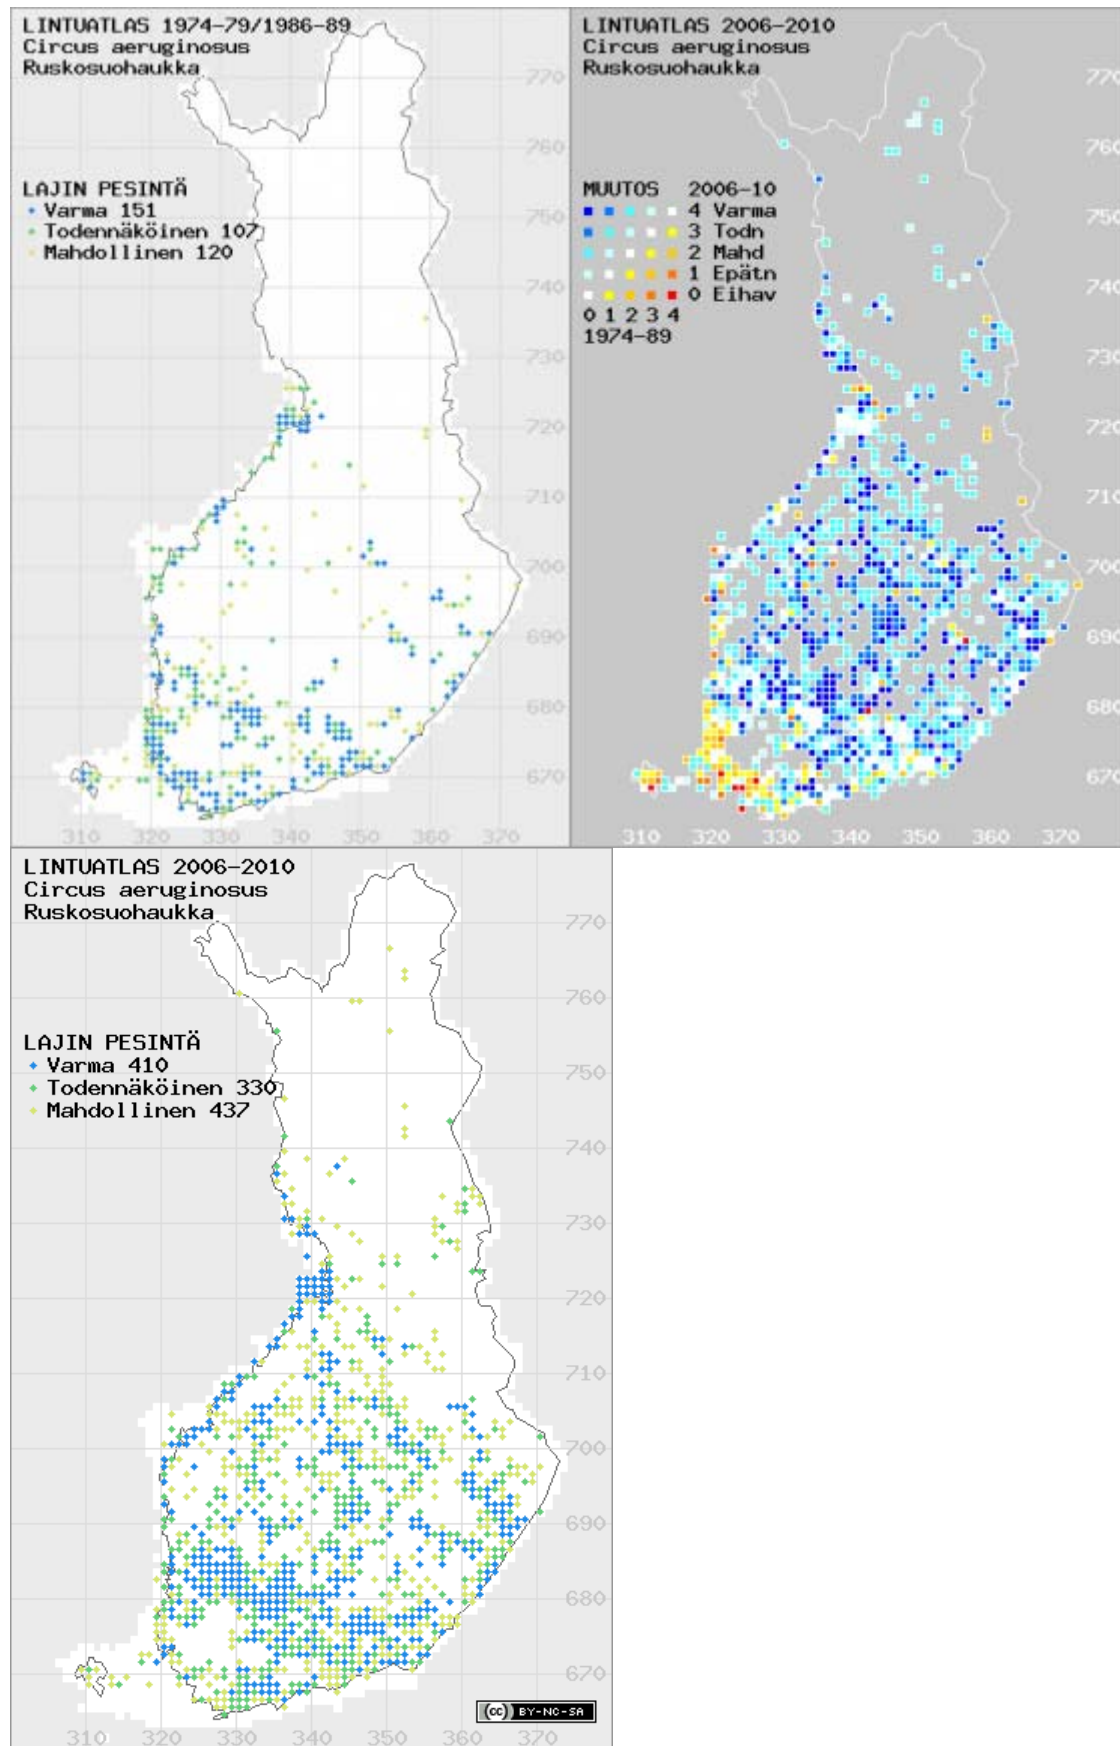 LINTUATLAS 1974-79/1986-89
Circus aeruginosus
Ruskosuohaukka
770
760
750
740
730
720
710
700
690
680
670
LAJIN PESINTÄ
Varma 151
Todennäköinen 107
Mahdollinen 120
310 320 330 340 350 360 370
LINTUATLAS 2006-2010
Circus aeruginosus
Ruskosuohaukka
770
760
750
740
730
720
710
700
690
680
670
MUUTOS 2006-10
4 Varma
3 Todn
2 Mahd
1 Epätn
0 Eihav
0 1 2 3 4
1974-89
310 320 330 340 350 360 370
LINTUATLAS 2006-2010
Circus aeruginosus
Ruskosuohaukka
770
760
750
740
730
720
710
700
690
680
670
LAJIN PESINTÄ
Varma 410
Todennäköinen 330
Mahdollinen 437
310 320 330 340 350 360 370
cc BY-NC-SA